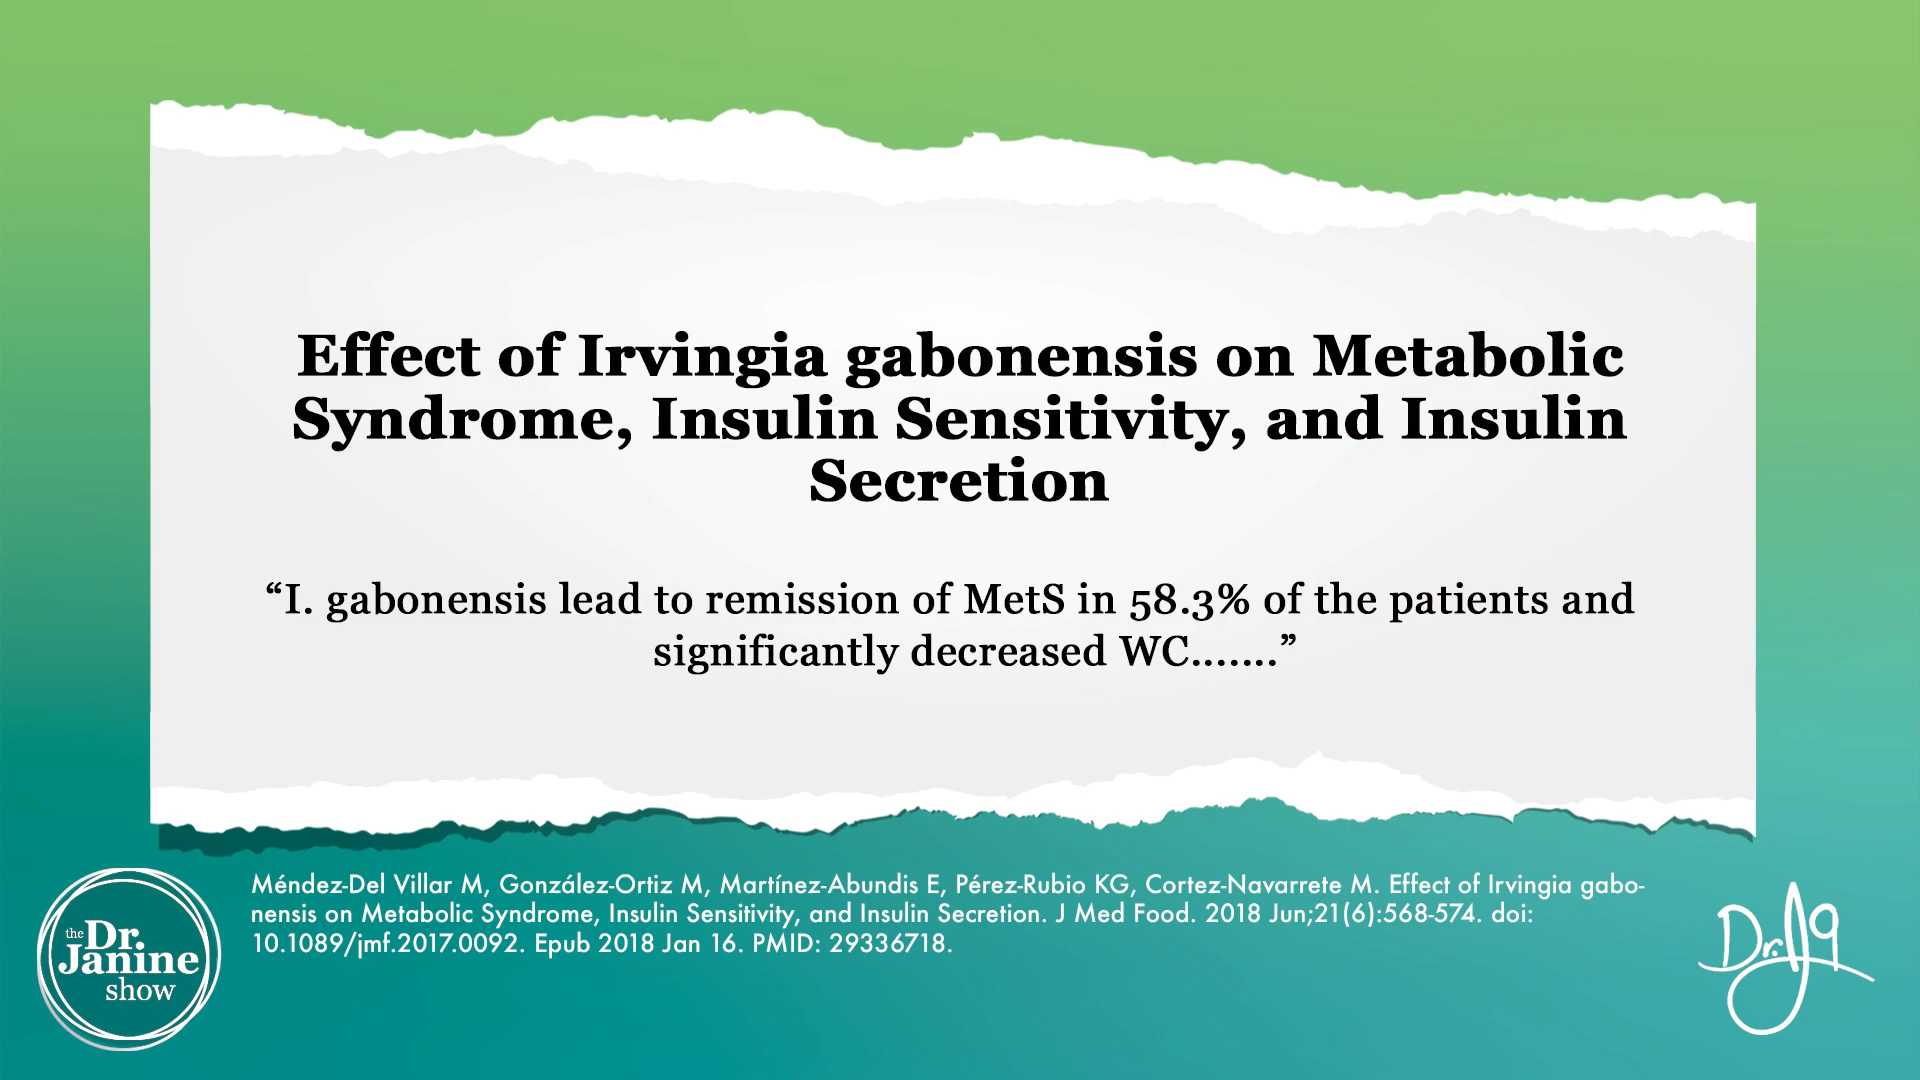 Effect of Irvingia gabonensis on Metabolic
Syndrome, Insulin Sensitivity, and Insulin
Secretion
“I. gabonensis lead to remission of MetS in 58.3% of the patients and
significantly decreased WC.......”
Méndez-Del Villar M, González-Ortiz M, Martínez-Abundis E, Pérez-Rubio KG, Cortez-Navarrete M. Effect of Irvingia gabo-
nensis on Metabolic Syndrome, Insulin Sensitivity, and Insulin Secretion. J Med Food. 2018 Jun;21(6):568-574. doi:
10.1089/jmf.2017.0092. Epub 2018 Jan 16. PMID: 29336718.
the Dr.
Janine
show
Dr. J9